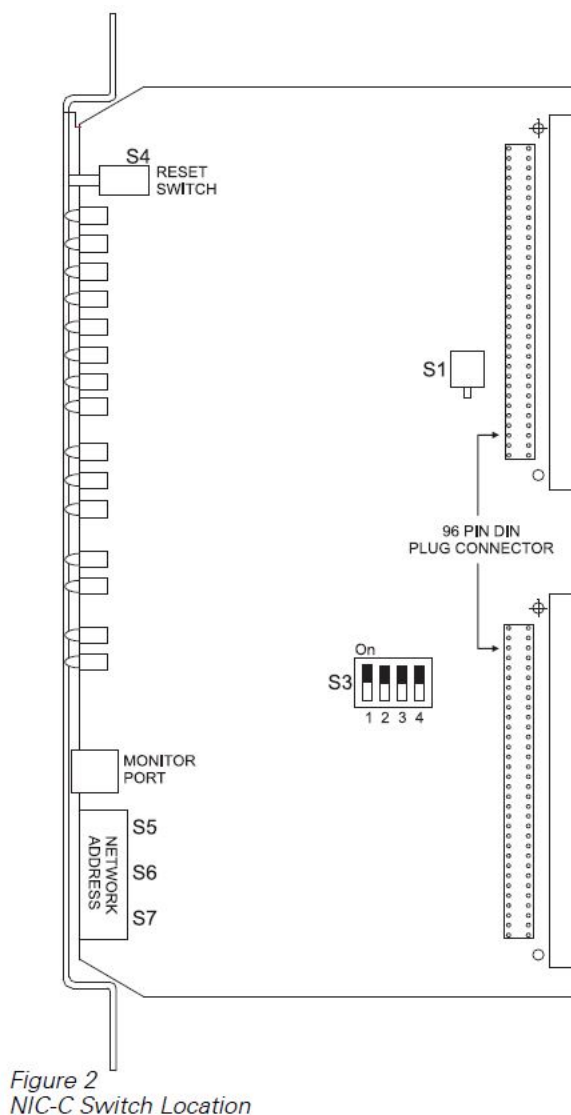 S4
RESET
SWITCH
S1
96 PIN DIN
PLUG CONNECTOR
On
S3
1 2 3 4
MONITOR
PORT
NETWORK
ADDRESS
S5
S6
S7
Figure 2
NIC-C Switch Location